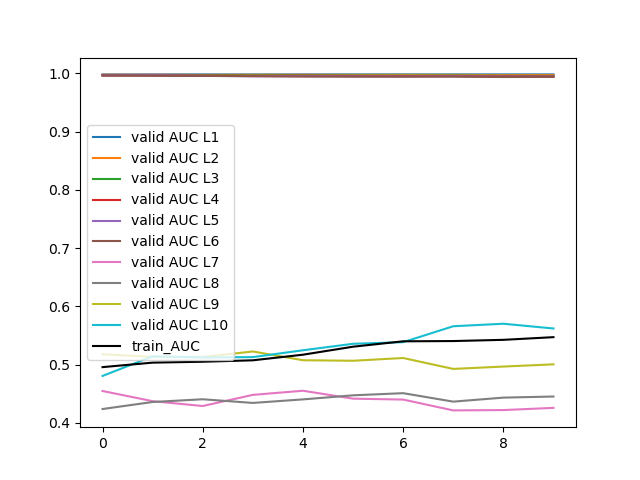 1.0
0.9
0.8
0.7
0.6
0.5
0.4
valid AUC L1
valid AUC L2
valid AUC L3
valid AUC L4
valid AUC L5
valid AUC L6
valid AUC L7
valid AUC L8
valid AUC L9
valid AUC L10
train_AUC
0 2 4 6 8